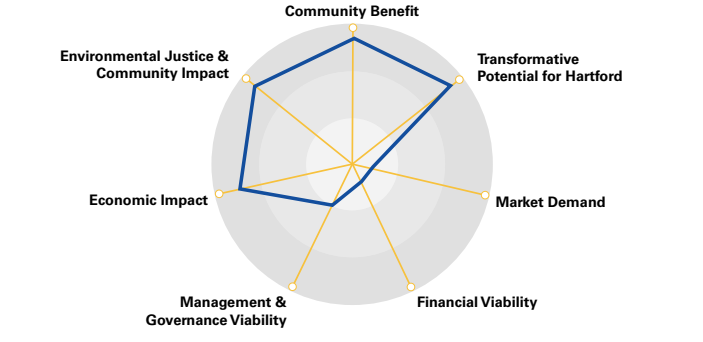 Community Benefit
Environmental Justice &
Community Impact
Transformative
Potential for Hartford
Economic Impact
Market Demand
Management &
Governance Viability
Financial Viability